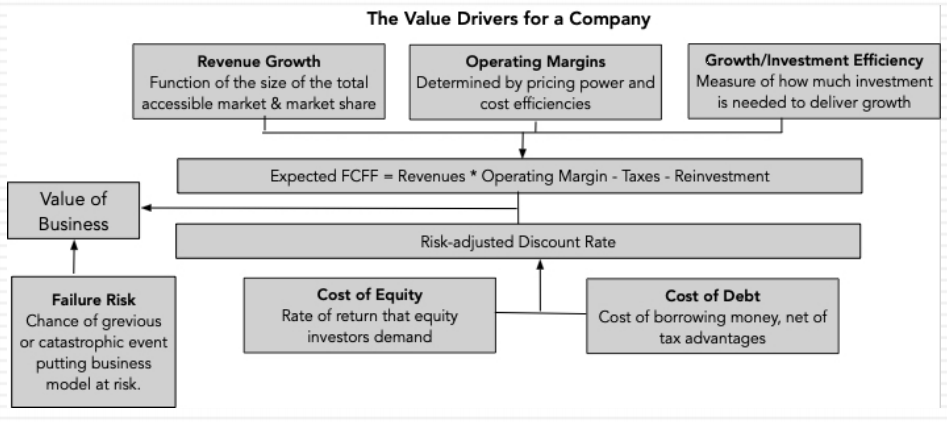 The Value Drivers for a Company
Revenue Growth
Function of the size of the total
accessible market & market share
Operating Margins
Determined by pricing power and
cost efficiencies
Growth/Investment Efficiency
Measure of how much investment
is needed to deliver growth
Expected FCFF = Revenues * Operating Margin - Taxes - Reinvestment
Value of
Business
Risk-adjusted Discount Rate
Failure Risk
Chance of grevious
or catastrophic event
putting business
model at risk.
Cost of Equity
Rate of return that equity
investors demand
Cost of Debt
Cost of borrowing money, net of
tax advantages